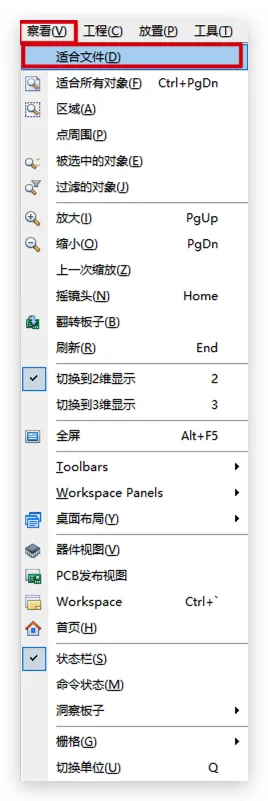 察看(V) 工程(C) 放置(P) 工具(T)
适合文件(D)
适合所有对象(F) Ctrl+PgDn
区域(A)
点周围(P)
被选中的对象(E)
过滤的对象(J)
放大(I) PgUp
缩小(O) PgDn
上一次缩放(Z)
摇镜头(N) Home
翻转板子(B)
刷新(R) End
切换到2维显示 2
切换到3维显示 3
全屏 Alt+F5
Toolbars
Workspace Panels
桌面布局(Y)
器件视图(V)
PCB发布视图
Workspace Ctrl+`
首页(H)
状态栏(S)
命令状态(M)
洞察板子
栅格(G)
切换单位(U) Q